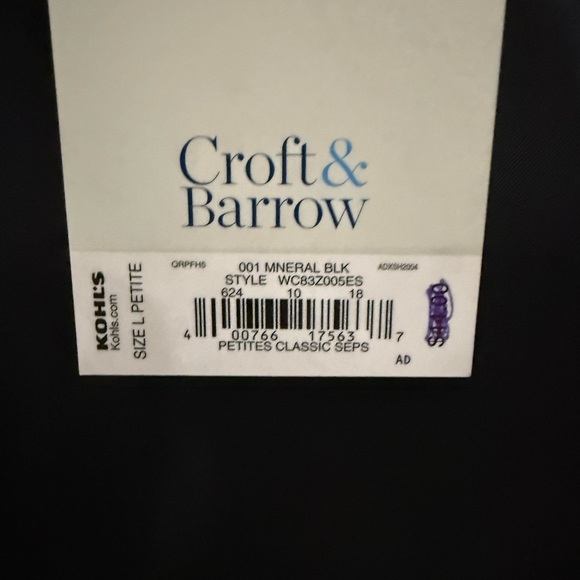 Croft&
Barrow
KOHL'S
Kohls.com
SIZE L PETITE
QRPFH5
001 MNERAL BLK
ADXSH2004
STYLE WC83Z005ES
624 10 18
4 00766 17563 7
PETITES CLASSIC SEPS
AD